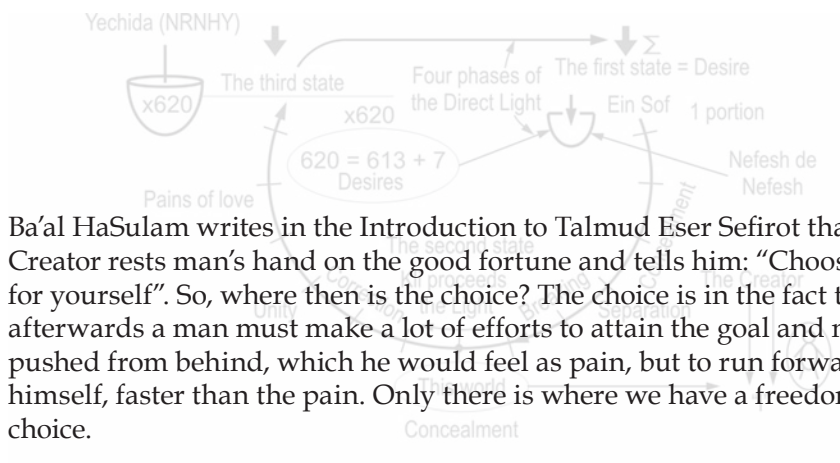 Yechida (NRNHY)
Σ
The third state
Four phases of
the Direct Light
The first state = Desire
x620
x620
Ein Sof
1 portion
620 = 613 + 7
Desires
Nefesh de
Nefesh
Pains of love
Ba’al HaSulam writes in the Introduction to Talmud Eser Sefirot tha
Creator rests man’s hand on the good fortune and tells him: “Choos
for yourself”. So, where then is the choice? The choice is in the fact t
afterwards a man must make a lot of efforts to attain the goal and n
pushed from behind, which he would feel as pain, but to run forwa
himself, faster than the pain. Only there is where we have a freedom
choice.
The second state
Correction
Breaking
Concealment
The Creator
Unity
the Light
Separation
This world
Concealment